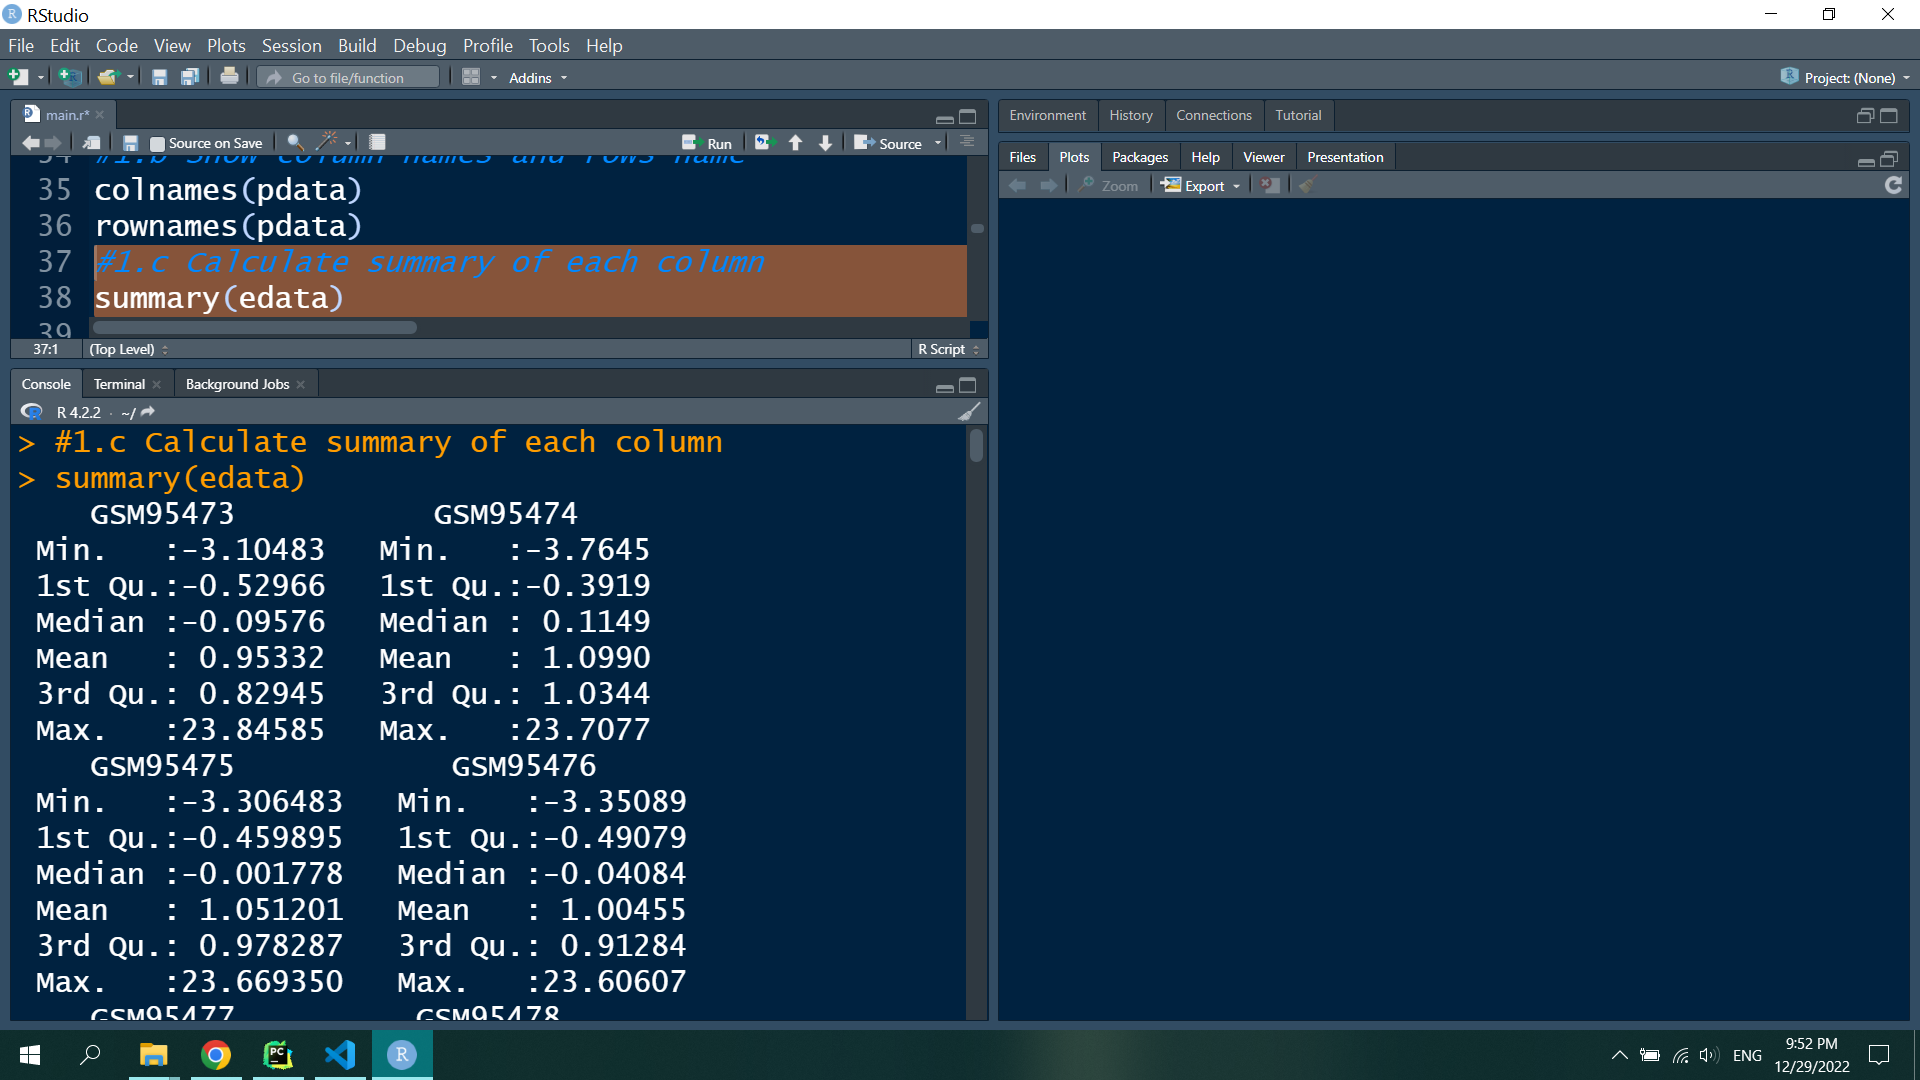 RStudio
File Edit Code View Plots Session Build Debug Profile Tools Help
Go to file/function Addins Project: (None)
main.r*
Source on Save Run Source
34 #1.b Show column names and rows name
35 colnames(pdata)
36 rownames(pdata)
37 #1.c Calculate summary of each column
38 summary(edata)
39
37:1 (Top Level) R Script
Console Terminal Background Jobs
R 4.2.2 · ~/
> #1.c Calculate summary of each column
> summary(edata)
GSM95473 GSM95474
Min. :-3.10483 Min. :-3.7645
1st Qu.:-0.52966 1st Qu.:-0.3919
Median :-0.09576 Median : 0.1149
Mean : 0.95332 Mean : 1.0990
3rd Qu.: 0.82945 3rd Qu.: 1.0344
Max. :23.84585 Max. :23.7077
GSM95475 GSM95476
Min. :-3.306483 Min. :-3.35089
1st Qu.:-0.459895 1st Qu.:-0.49079
Median :-0.001778 Median :-0.04084
Mean : 1.051201 Mean : 1.00455
3rd Qu.: 0.978287 3rd Qu.: 0.91284
Max. :23.669350 Max. :23.60607
GSM95477 GSM95478
Environment History Connections Tutorial
Files Plots Packages Help Viewer Presentation
Zoom Export
ENG
9:52 PM
12/29/2022